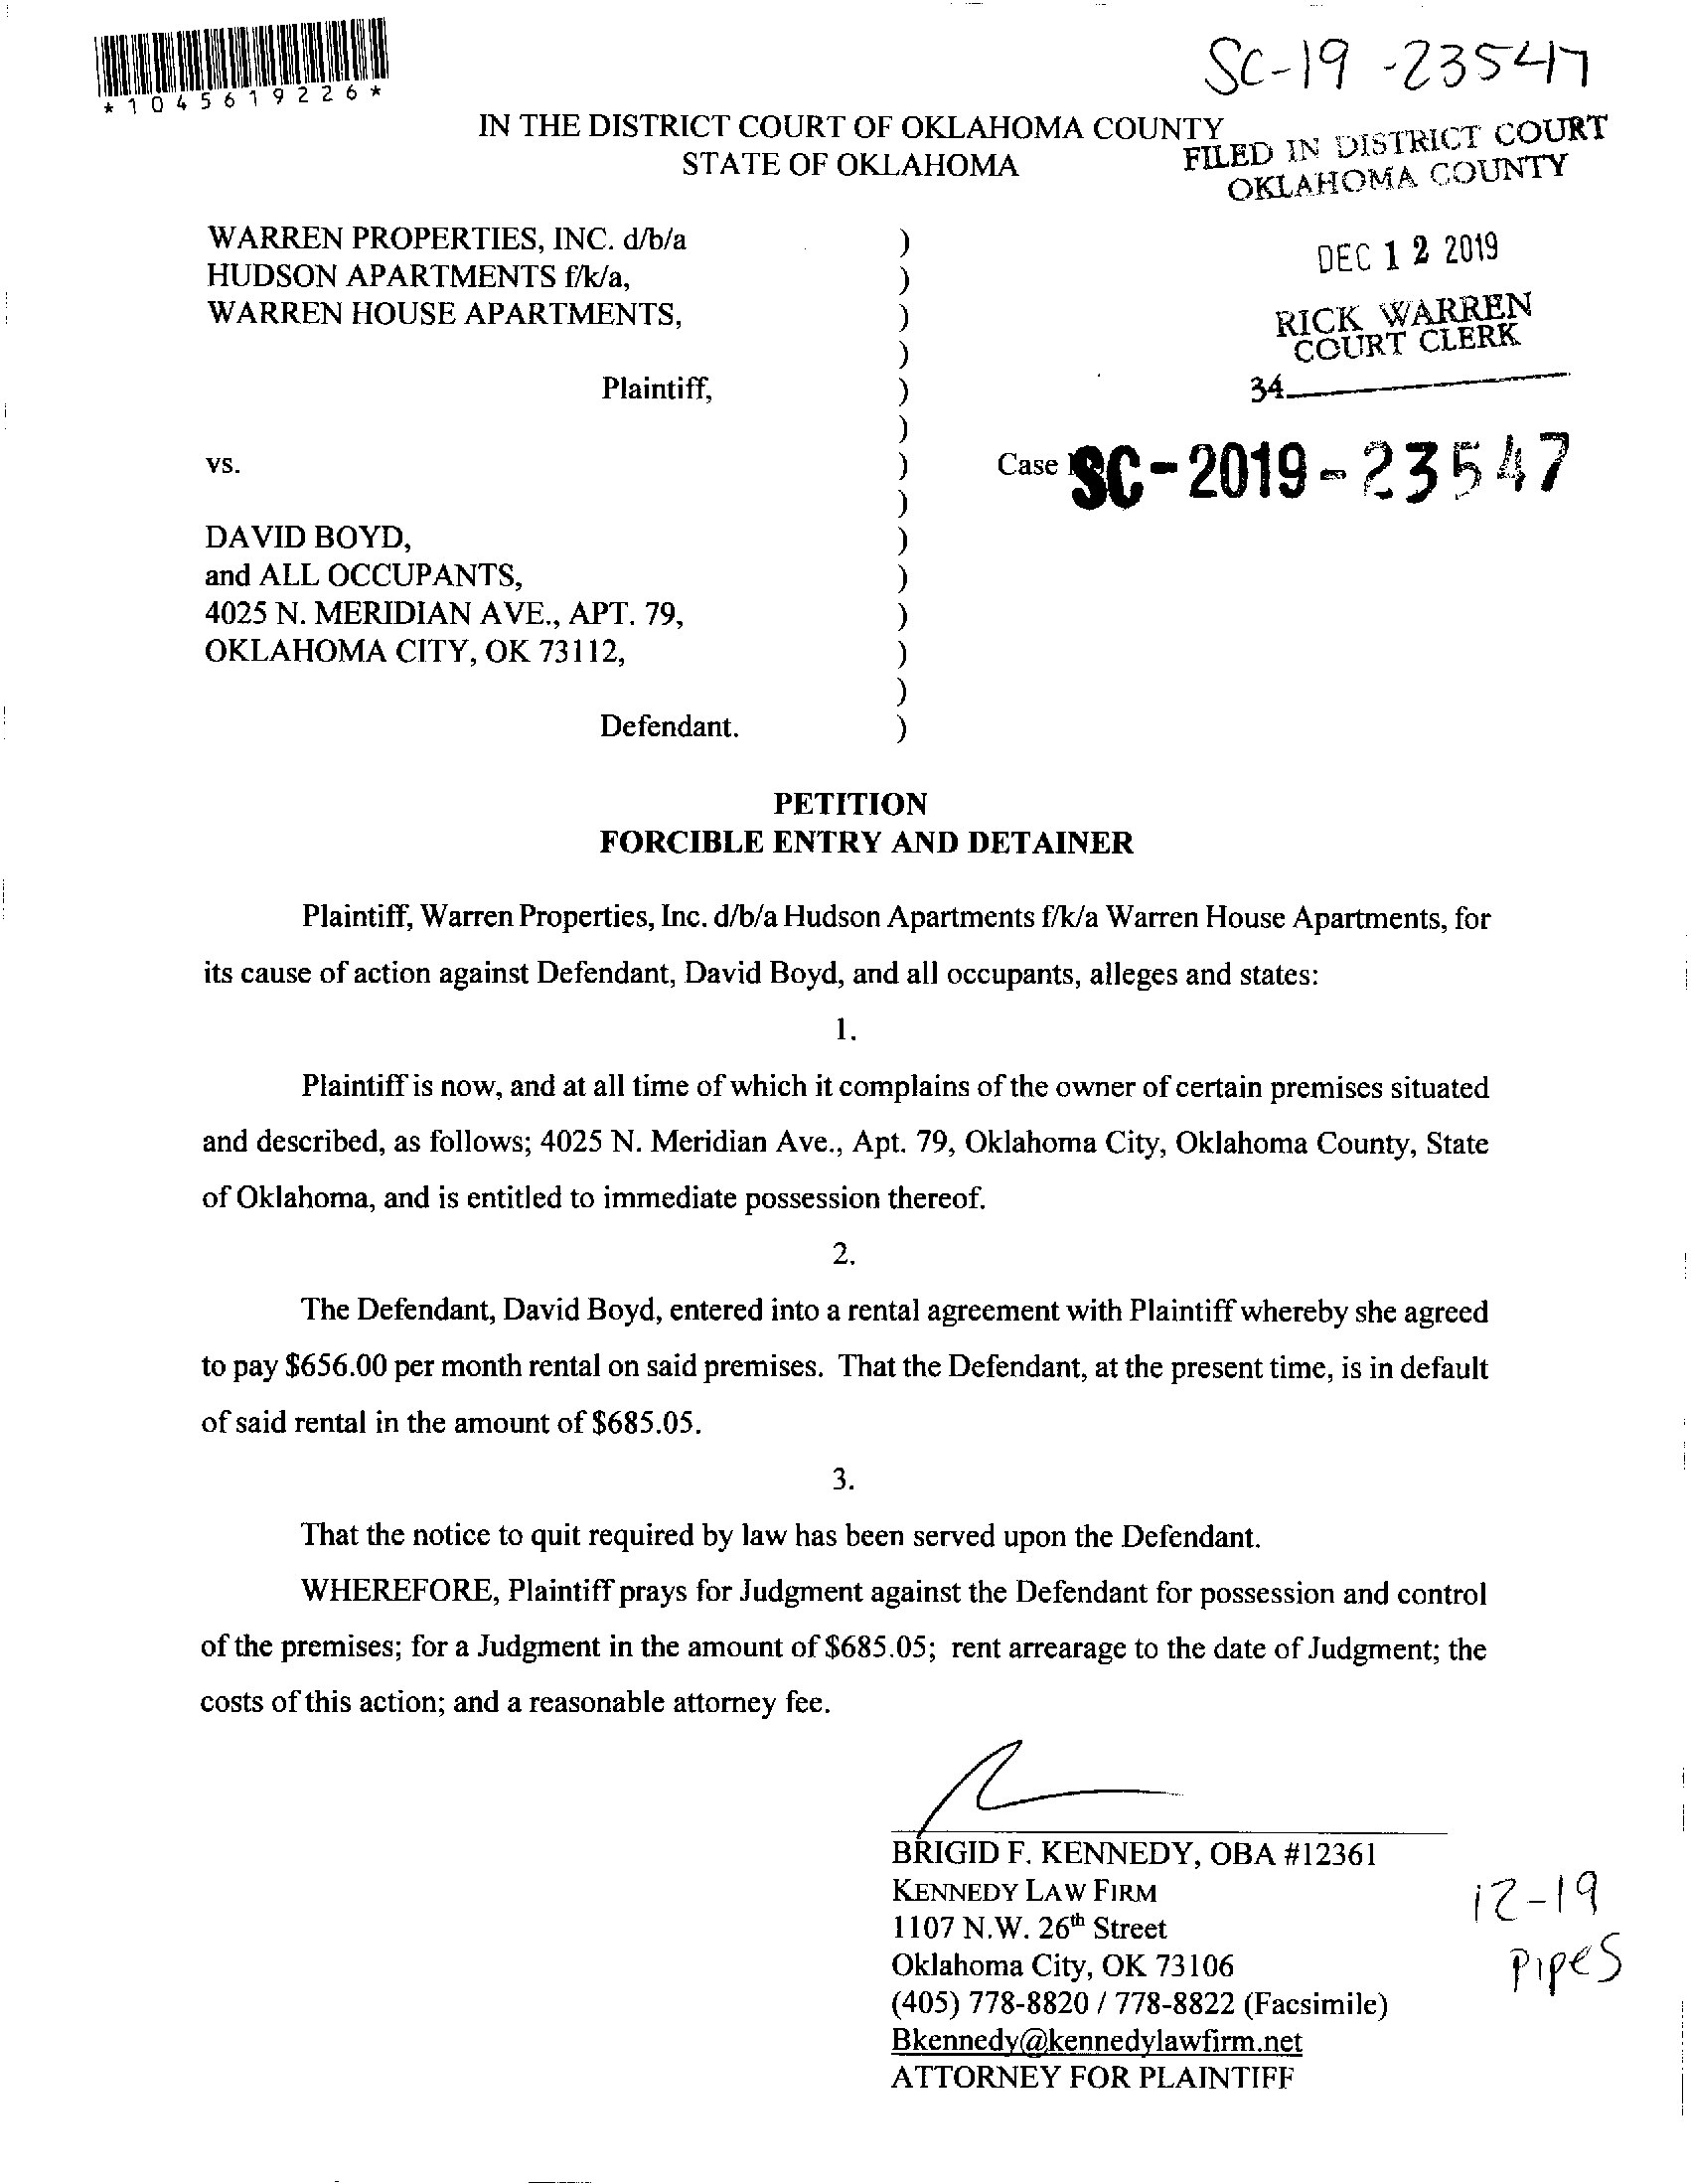 SC-19-23547
*1045619226*
IN THE DISTRICT COURT OF OKLAHOMA COUNTY
STATE OF OKLAHOMA
FILED IN DISTRICT COURT
OKLAHOMA COUNTY
DEC 12 2019
RICK WARREN
COURT CLERK
34
WARREN PROPERTIES, INC. d/b/a )
HUDSON APARTMENTS f/k/a, )
WARREN HOUSE APARTMENTS, )
)
Plaintiff, )
)
vs. ) Case SC-2019-23547
)
DAVID BOYD, )
and ALL OCCUPANTS, )
4025 N. MERIDIAN AVE., APT. 79, )
OKLAHOMA CITY, OK 73112, )
)
Defendant. )
PETITION
FORCIBLE ENTRY AND DETAINER
Plaintiff, Warren Properties, Inc. d/b/a Hudson Apartments f/k/a Warren House Apartments, for
its cause of action against Defendant, David Boyd, and all occupants, alleges and states:
1.
Plaintiff is now, and at all time of which it complains of the owner of certain premises situated
and described, as follows; 4025 N. Meridian Ave., Apt. 79, Oklahoma City, Oklahoma County, State
of Oklahoma, and is entitled to immediate possession thereof.
2.
The Defendant, David Boyd, entered into a rental agreement with Plaintiff whereby she agreed
to pay $656.00 per month rental on said premises. That the Defendant, at the present time, is in default
of said rental in the amount of $685.05.
3.
That the notice to quit required by law has been served upon the Defendant.
WHEREFORE, Plaintiff prays for Judgment against the Defendant for possession and control
of the premises; for a Judgment in the amount of $685.05; rent arrearage to the date of Judgment; the
costs of this action; and a reasonable attorney fee.
BRIGID F. KENNEDY, OBA #12361
KENNEDY LAW FIRM
1107 N.W. 26th Street
Oklahoma City, OK 73106
(405) 778-8820 / 778-8822 (Facsimile)
Bkennedy@kennedylawfirm.net
ATTORNEY FOR PLAINTIFF
12-19
Pipes